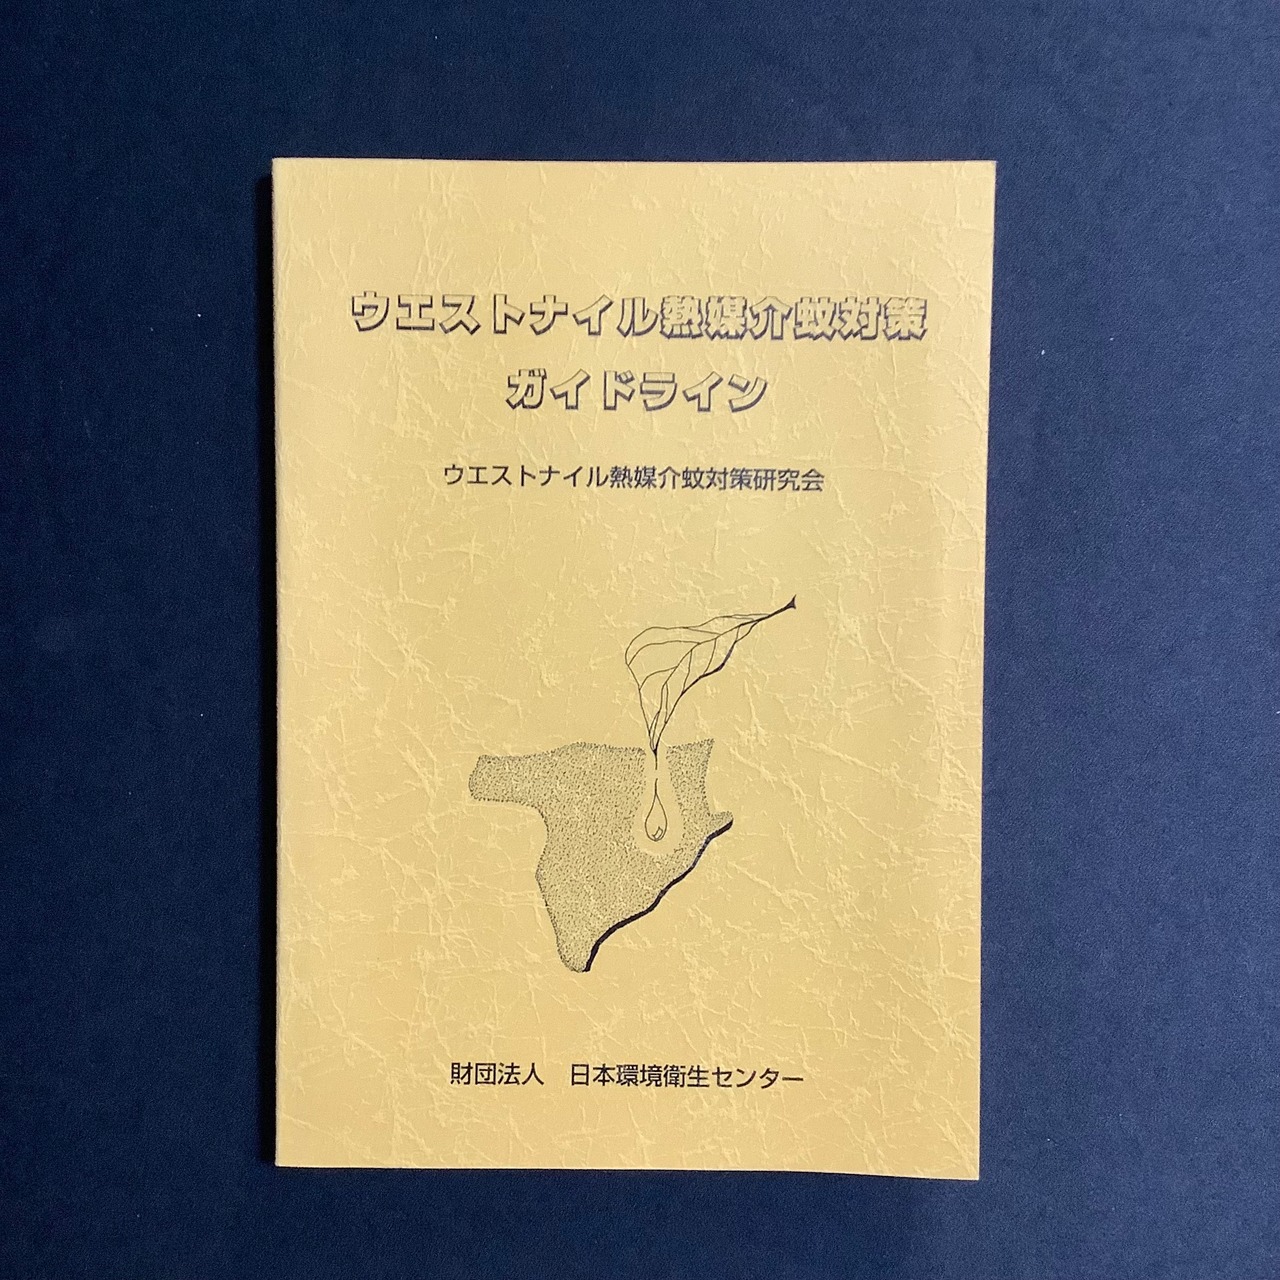 ウエストナイル熱媒介蚊対策
ガイドライン
ウエストナイル熱媒介蚊対策研究会
財団法人　日本環境衛生センター